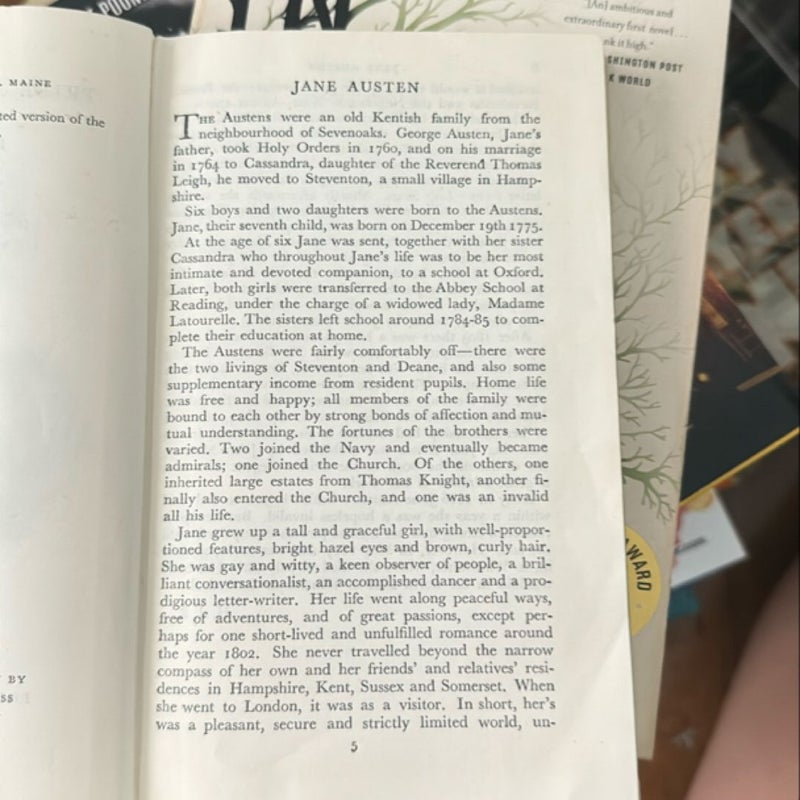 [An] ambitious and
extraordinary first novel...
nk it high."
SHINGTON POST
K WORLD
MAINE
ted version of the
BY
SS
JANE AUSTEN
THE Austens were an old Kentish family from the
neighbourhood of Sevenoaks. George Austen, Jane's
father, took Holy Orders in 1760, and on his marriage
in 1764 to Cassandra, daughter of the Reverend Thomas
Leigh, he moved to Steventon, a small village in Hamp-
shire.
Six boys and two daughters were born to the Austens.
Jane, their seventh child, was born on December 19th 1775.
At the age of six Jane was sent, together with her sister
Cassandra who throughout Jane's life was to be her most
intimate and devoted companion, to a school at Oxford.
Later, both girls were transferred to the Abbey School at
Reading, under the charge of a widowed lady, Madame
Latourelle. The sisters left school around 1784-85 to com-
plete their education at home.
The Austens were fairly comfortably off—there were
the two livings of Steventon and Deane, and also some
supplementary income from resident pupils. Home life
was free and happy; all members of the family were
bound to each other by strong bonds of affection and mu-
tual understanding. The fortunes of the brothers were
varied. Two joined the Navy and eventually became
admirals; one joined the Church. Of the others, one
inherited large estates from Thomas Knight, another fi-
nally also entered the Church, and one was an invalid
all his life.
Jane grew up a tall and graceful girl, with well-propor-
tioned features, bright hazel eyes and brown, curly hair.
She was gay and witty, a keen observer of people, a bril-
liant conversationalist, an accomplished dancer and a pro-
digious letter-writer. Her life went along peaceful ways,
free of adventures, and of great passions, except per-
haps for one short-lived and unfulfilled romance around
the year 1802. She never travelled beyond the narrow
compass of her own and her friends' and relatives' resi-
dences in Hampshire, Kent, Sussex and Somerset. When
she went to London, it was as a visitor. In short, her's
was a pleasant, secure and strictly limited world, un-
5
AWARD